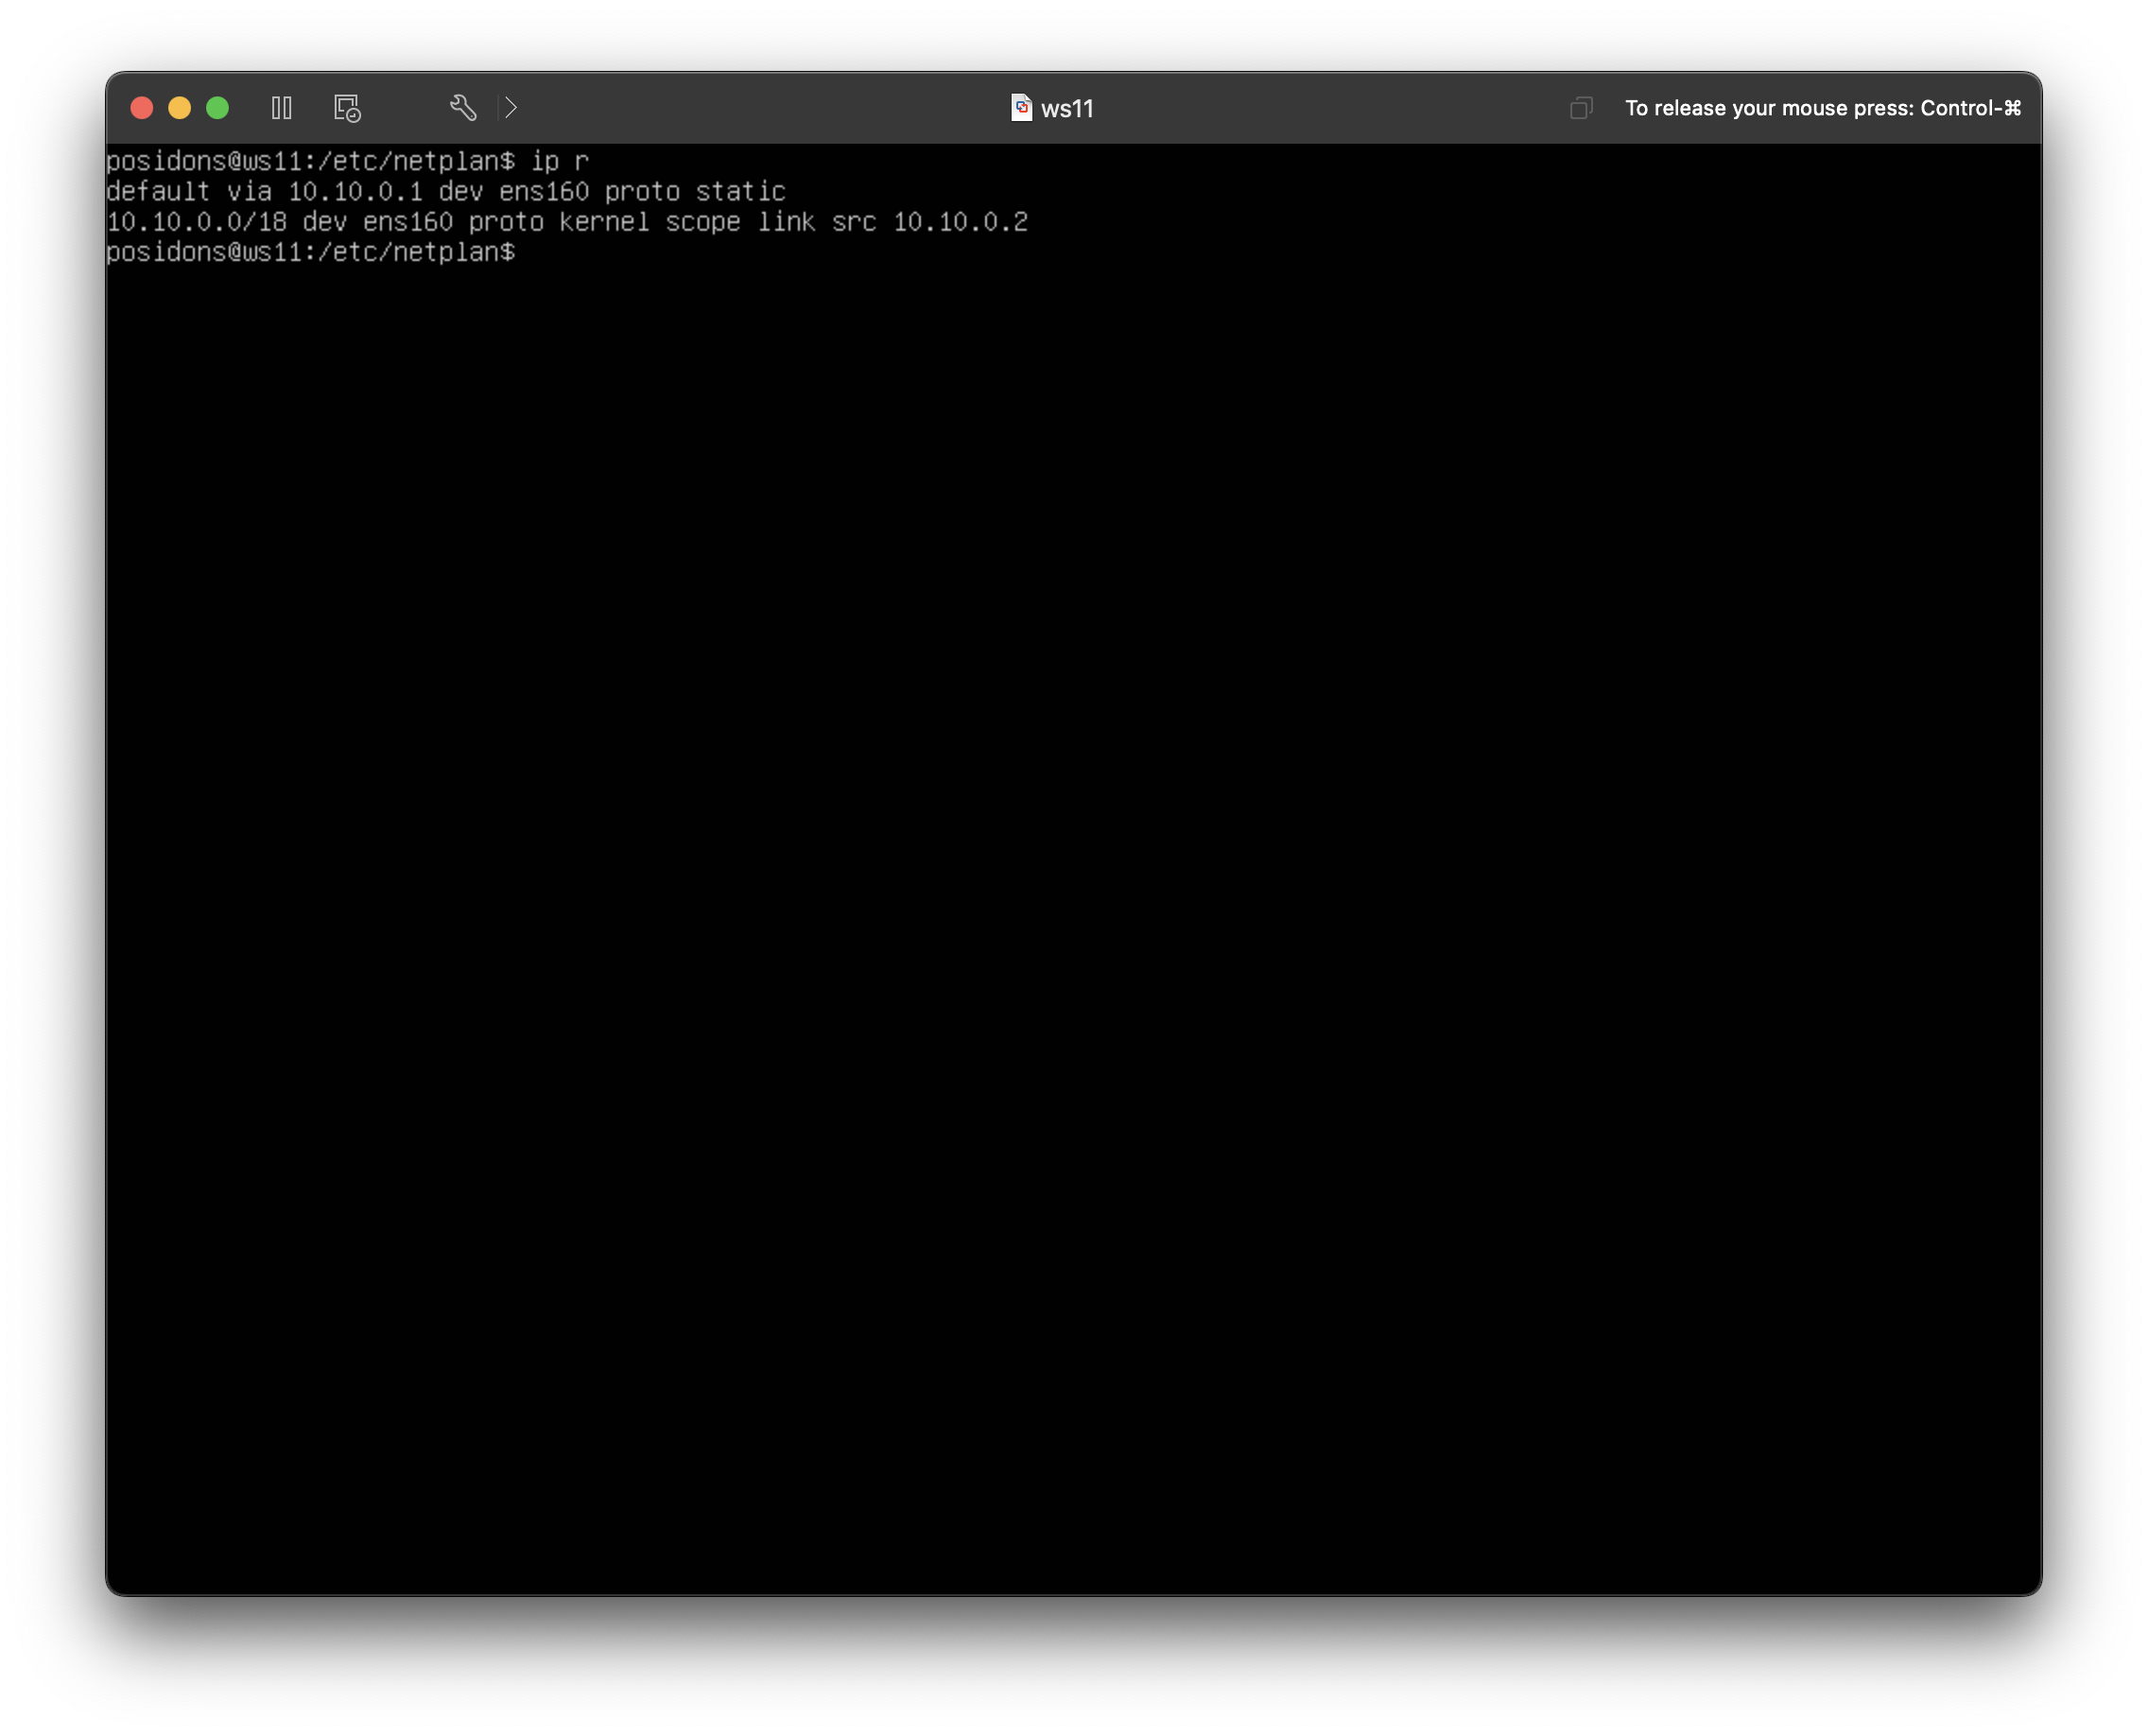 ws11
To release your mouse press: Control-⌘
posidons@ws11:/etc/netplan$ ip r
default via 10.10.0.1 dev ens160 proto static
10.10.0.0/18 dev ens160 proto kernel scope link src 10.10.0.2
posidons@ws11:/etc/netplan$